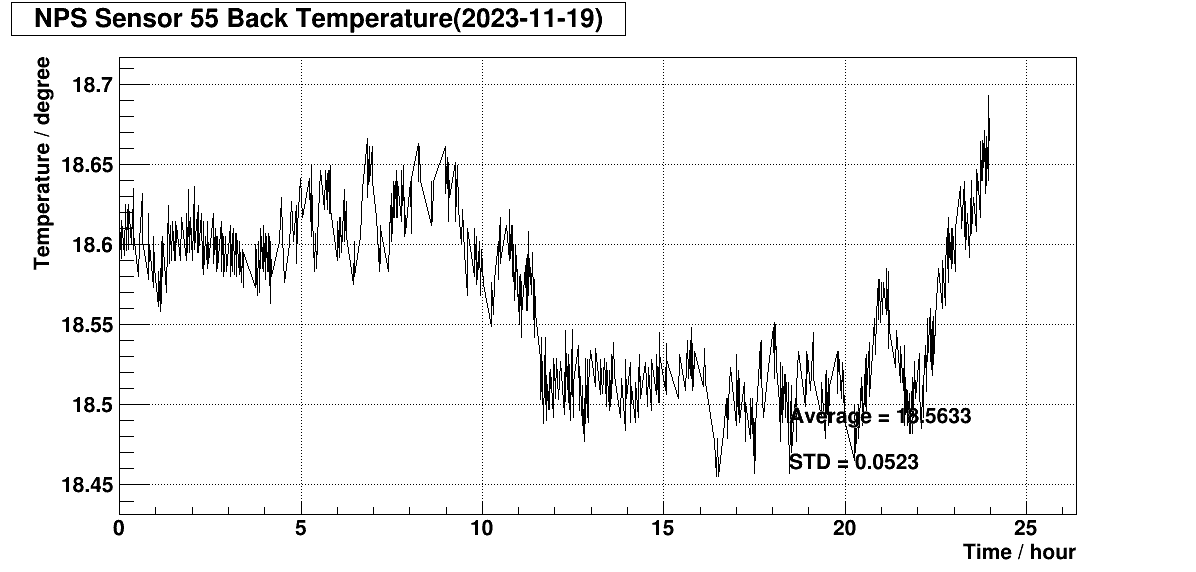 NPS Sensor 55 Back Temperature(2023-11-19)
Temperature / degree
18.7
18.65
18.6
18.55
18.5
18.45
Average = 18.5633
STD = 0.0523
0 5 10 15 20 25
Time / hour